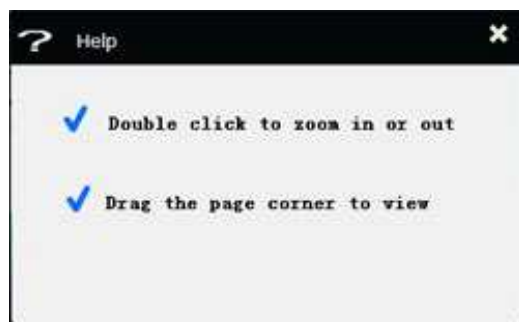 Help
Double click to zoom in or out
Drag the page corner to view